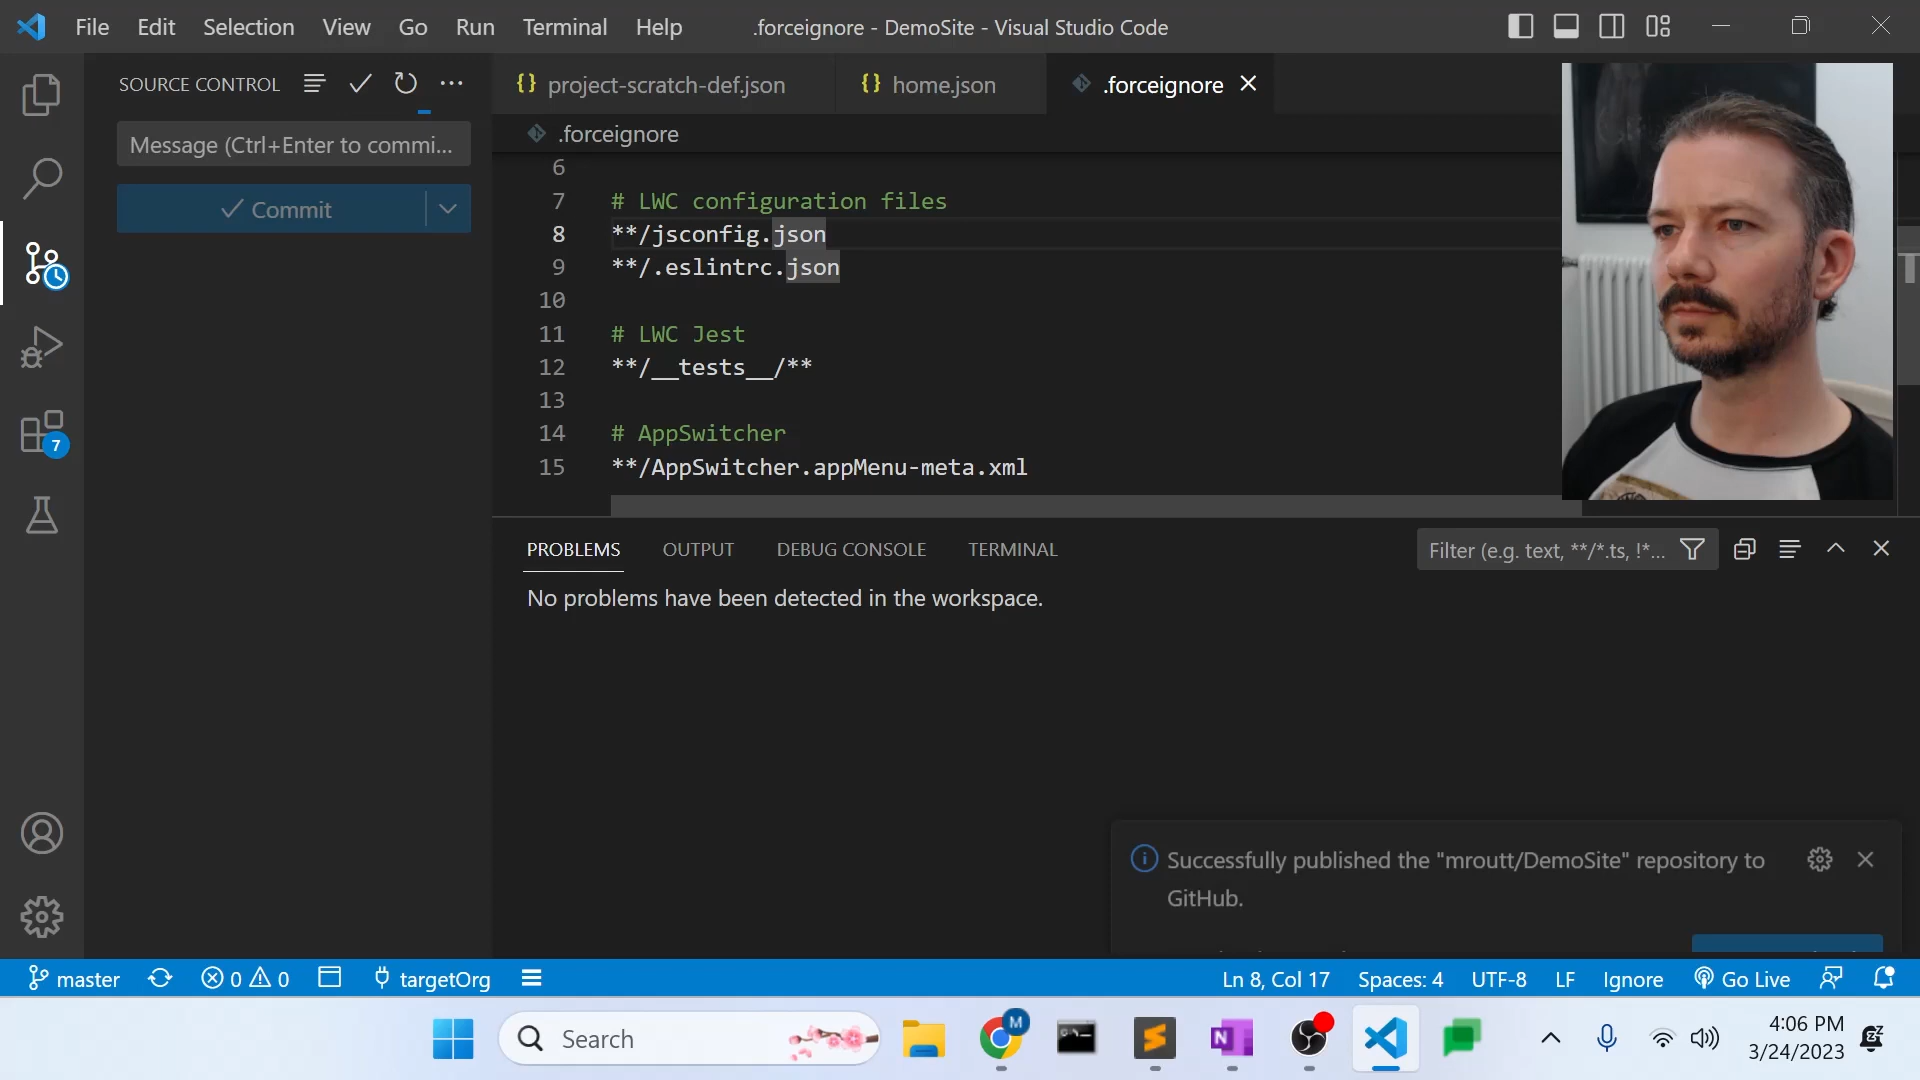 File Edit Selection View Go Run Terminal Help .forceignore - DemoSite - Visual Studio Code
SOURCE CONTROL
project-scratch-def.json home.json .forceignore
Message (Ctrl+Enter to commi...
.forceignore
Commit
6
7 # LWC configuration files
8 **/jsconfig.json
9 **/.eslintrc.json
10
11 # LWC Jest
12 **/__tests__/**
13
14 # AppSwitcher
15 **/AppSwitcher.appMenu-meta.xml
7
PROBLEMS OUTPUT DEBUG CONSOLE TERMINAL Filter (e.g. text, **/*.ts, !*...
No problems have been detected in the workspace.
Successfully published the "mroutt/DemoSite" repository to
GitHub.
master 0 0 targetOrg Ln 8, Col 17 Spaces: 4 UTF-8 LF Ignore Go Live
Search M N 4:06 PM
3/24/2023